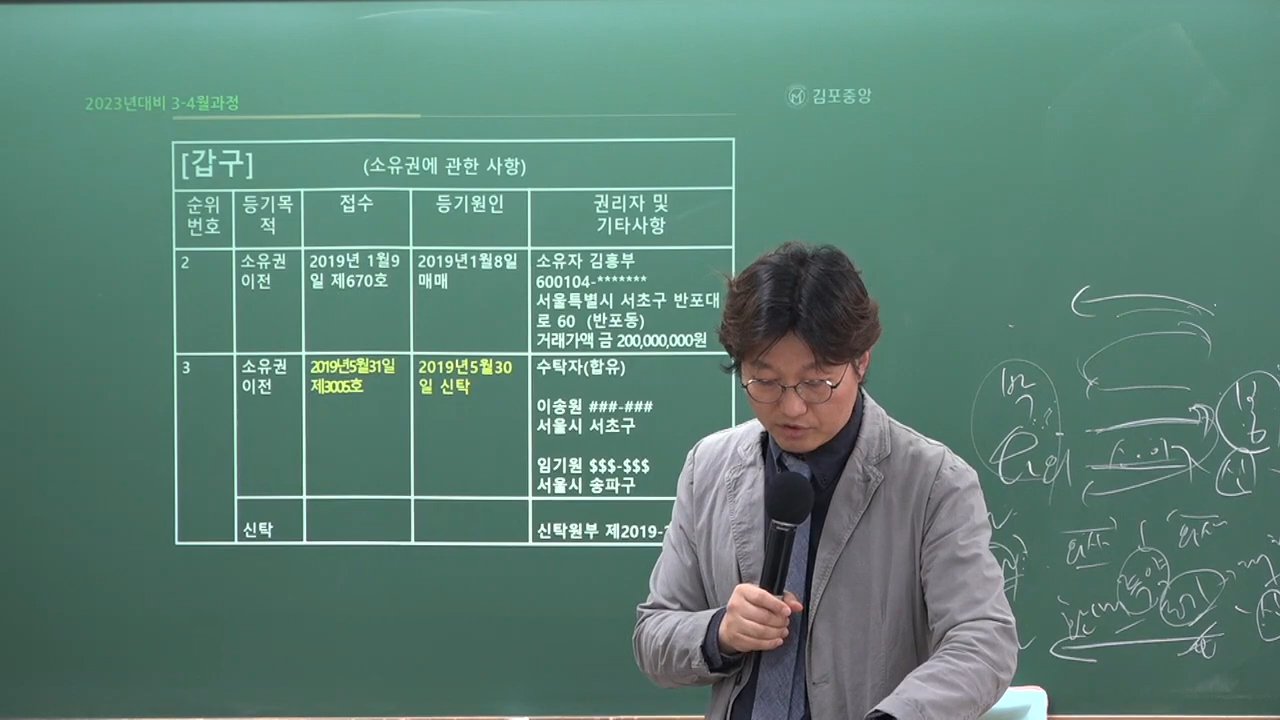 2023년대비 3-4월과정
김포중앙
[갑구] (소유권에 관한 사항)
순위
번호
등기목
적
접수
등기원인
권리자 및
기타사항
2
소유권
이전
2019년 1월9
일 제670호
2019년1월8일
매매
소유자 김흥부
600104-*******
서울특별시 서초구 반포대
로 60 (반포동)
거래가액 금 200,000,000원
3
소유권
이전
2019년5월31일
제3005호
2019년5월30
일 신탁
수탁자(합유)
이송원 ###-###
서울시 서초구
임기원 $$$-$$$
서울시 송파구
신탁
신탁원부 제2019-